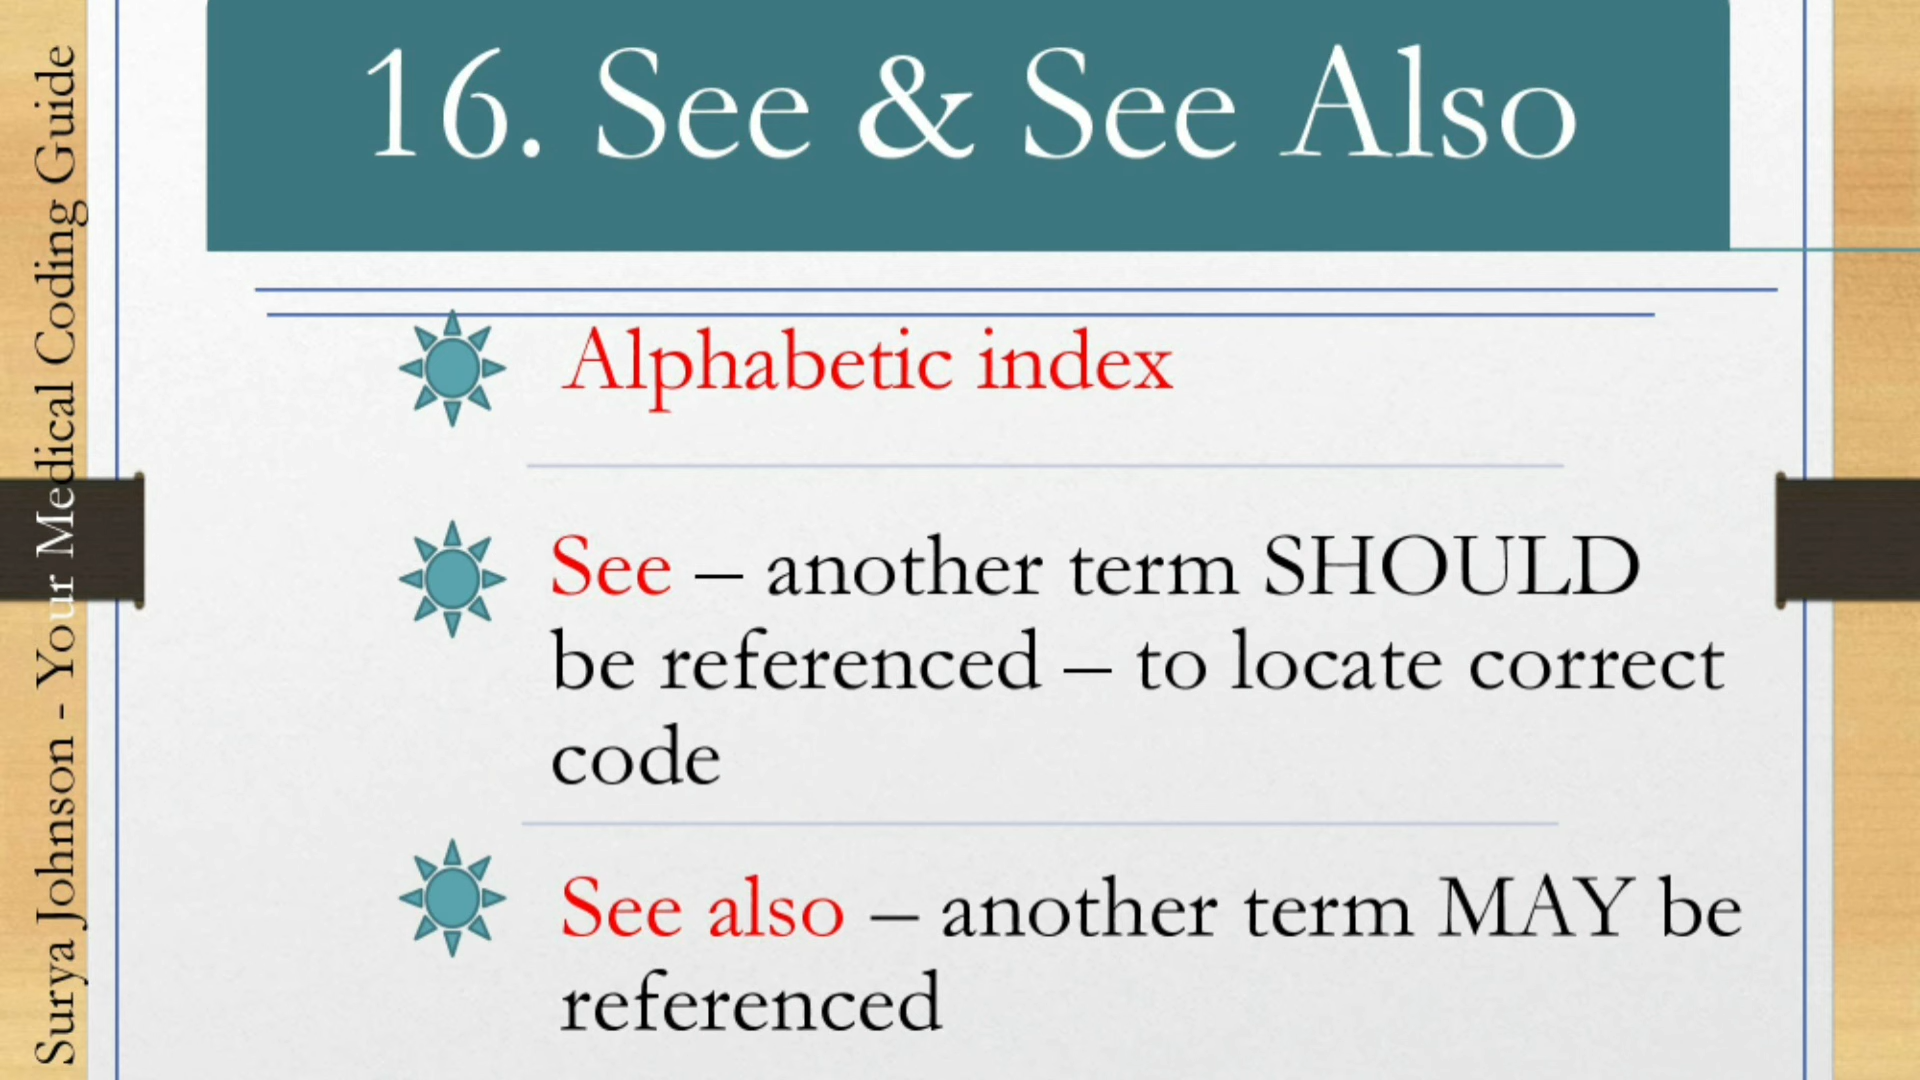 16. See & See Also
Alphabetic index
See – another term SHOULD
be referenced – to locate correct
code
See also – another term MAY be
referenced
Surya Johnson - Your Medical Coding Guide